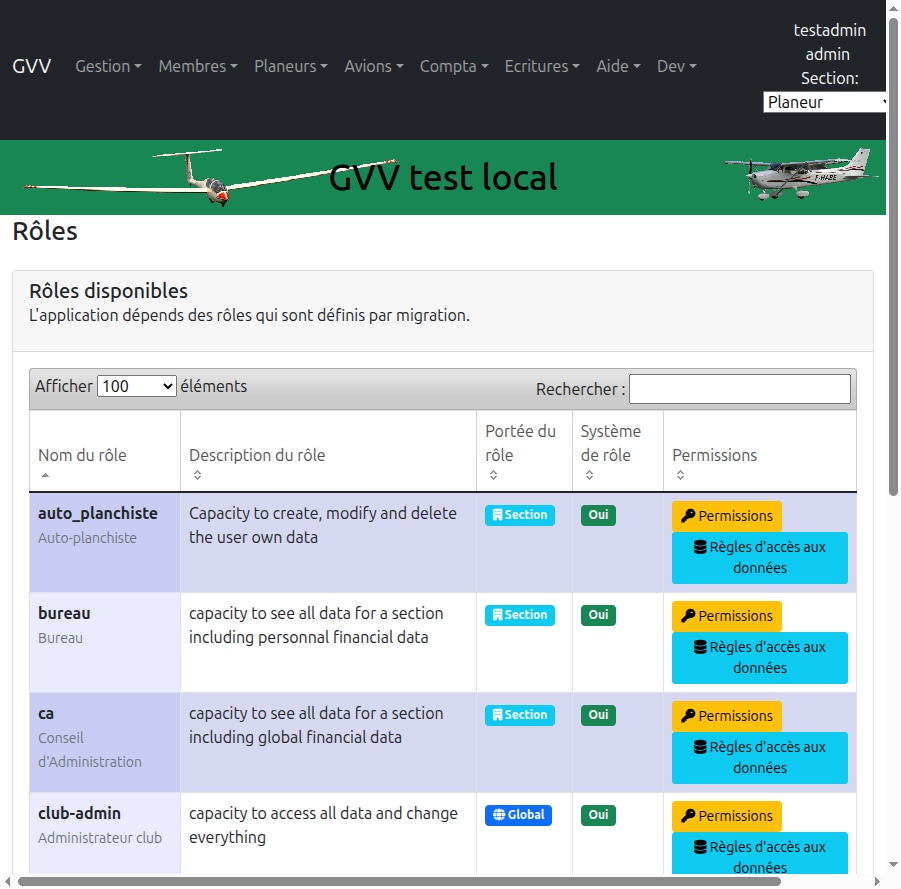 testadmin
admin
GVV Gestion Membres Planeurs Avions Compta Ecritures Aide Dev
Section:
Planeur
GVV test local
F-HABE
Rôles
Rôles disponibles
L'application dépends des rôles qui sont définis par migration.
Afficher 100 éléments Rechercher :
Nom du rôle Description du rôle Portée du rôle Système de rôle Permissions
auto_planchiste Capacity to create, modify and delete Section Oui Permissions
Auto-planchiste the user own data Règles d'accès aux
données
bureau capacity to see all data for a section Section Oui Permissions
Bureau including personnal financial data Règles d'accès aux
données
ca capacity to see all data for a section Section Oui Permissions
Conseil including global financial data Règles d'accès aux
d'Administration données
club-admin capacity to access all data and change Global Oui Permissions
Administrateur club everything Règles d'accès aux
données